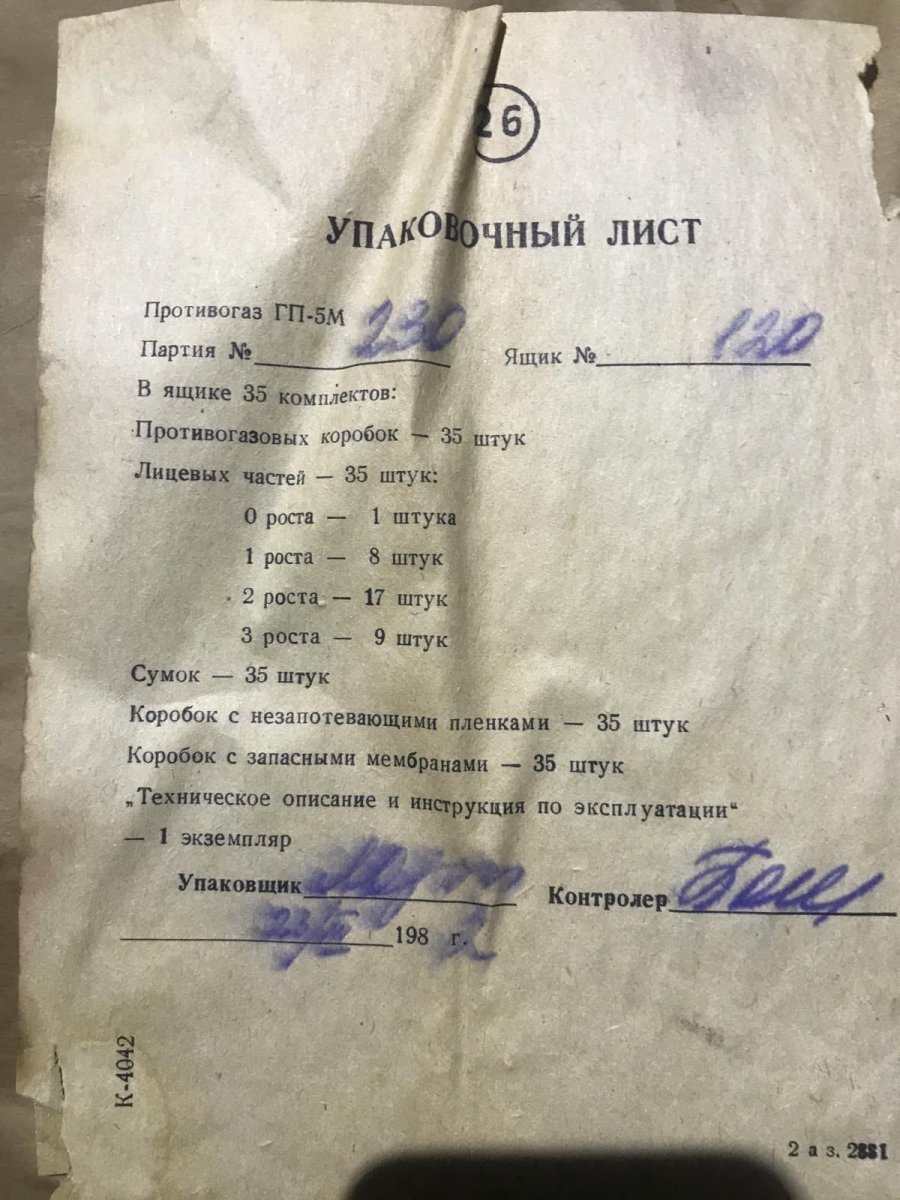 26
УПАКОВОЧНЫЙ ЛИСТ
Противогаз ГП-5М
Партия № 230 Ящик № 120
В ящике 35 комплектов:
Противогазовых коробок — 35 штук
Лицевых частей — 35 штук:
0 роста — 1 штука
1 роста — 8 штук
2 роста — 17 штук
3 роста — 9 штук
Сумок — 35 штук
Коробок с незапотевающими пленками — 35 штук
Коробок с запасными мембранами — 35 штук
„Техническое описание и инструкция по эксплуатации“
— 1 экземпляр
Упаковщик Контролер
198 2 г.
К-4042
2 а з. 2881